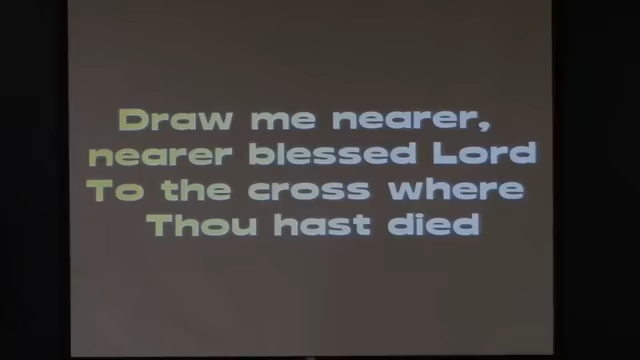 Draw me nearer,
nearer blessed Lord
To the cross where
Thou hast died